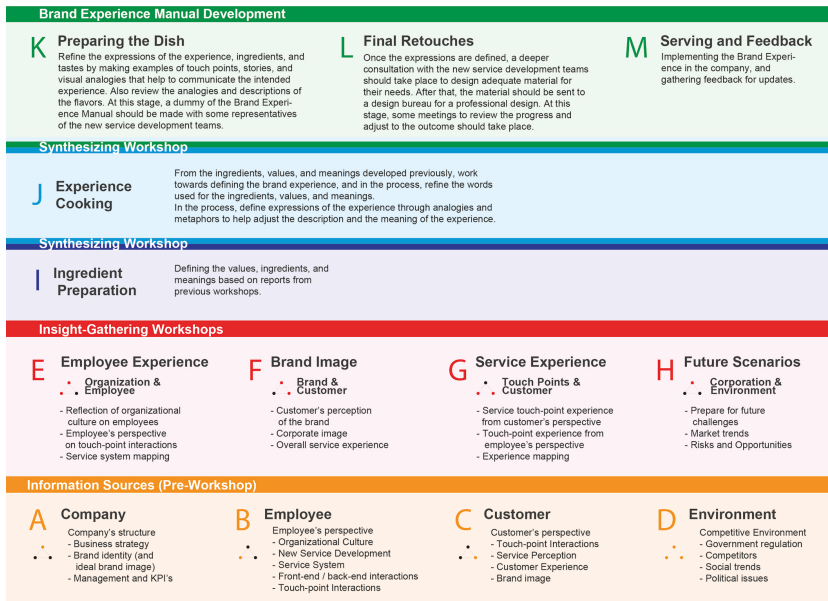 Brand Experience Manual Development
K
Preparing the Dish
Refine the expressions of the experience, ingredients, and
tastes by making examples of touch points, stories, and
visual analogies that help to communicate the intended
experience. Also review the analogies and descriptions of
the flavors. At this stage, a dummy of the Brand Experi-
ence Manual should be made with some representatives
of the new service development teams.
L
Final Retouches
Once the expressions are defined, a deeper
consultation with the new service development teams
should take place to design adequate material for
their needs. After that, the material should be sent to
a design bureau for a professional design. At this
stage, some meetings to review the progress and
adjust to the outcome should take place.
M
Serving and Feedback
Implementing the Brand Experi-
ence in the company, and
gathering feedback for updates.
Synthesizing Workshop
J
Experience
Cooking
From the ingredients, values, and meanings developed previously, work
towards defining the brand experience, and in the process, refine the words
used for the ingredients, values, and meanings.
In the process, define expressions of the experience through analogies and
metaphors to help adjust the description and the meaning of the experience.
Synthesizing Workshop
I
Ingredient
Preparation
Defining the values, ingredients, and
meanings based on reports from
previous workshops.
Insight-Gathering Workshops
E
Employee Experience
Organization &
Employee
- Reflection of organizational
culture on employees
- Employee's perspective
on touch-point interactions
- Service system mapping
F
Brand Image
Brand &
Customer
- Customer's perception
of the brand
- Corporate image
- Overall service experience
G
Service Experience
Touch Points &
Customer
- Service touch-point experience
from customer's perspective
- Touch-point experience from
employee's perspective
- Experience mapping
H
Future Scenarios
Corporation &
Environment
- Prepare for future
challenges
- Market trends
- Risks and Opportunities
Information Sources (Pre-Workshop)
A
Company
Company's structure
- Business strategy
- Brand identity (and
ideal brand image)
- Management and KPI's
B
Employee
Employee's perspective
- Organizational Culture
- New Service Development
- Service System
- Front-end / back-end interactions
- Touch-point Interactions
C
Customer
Customer's perspective
- Touch-point Interactions
- Service Perception
- Customer Experience
- Brand image
D
Environment
Competitive Environment
- Government regulation
- Competitors
- Social trends
- Political issues